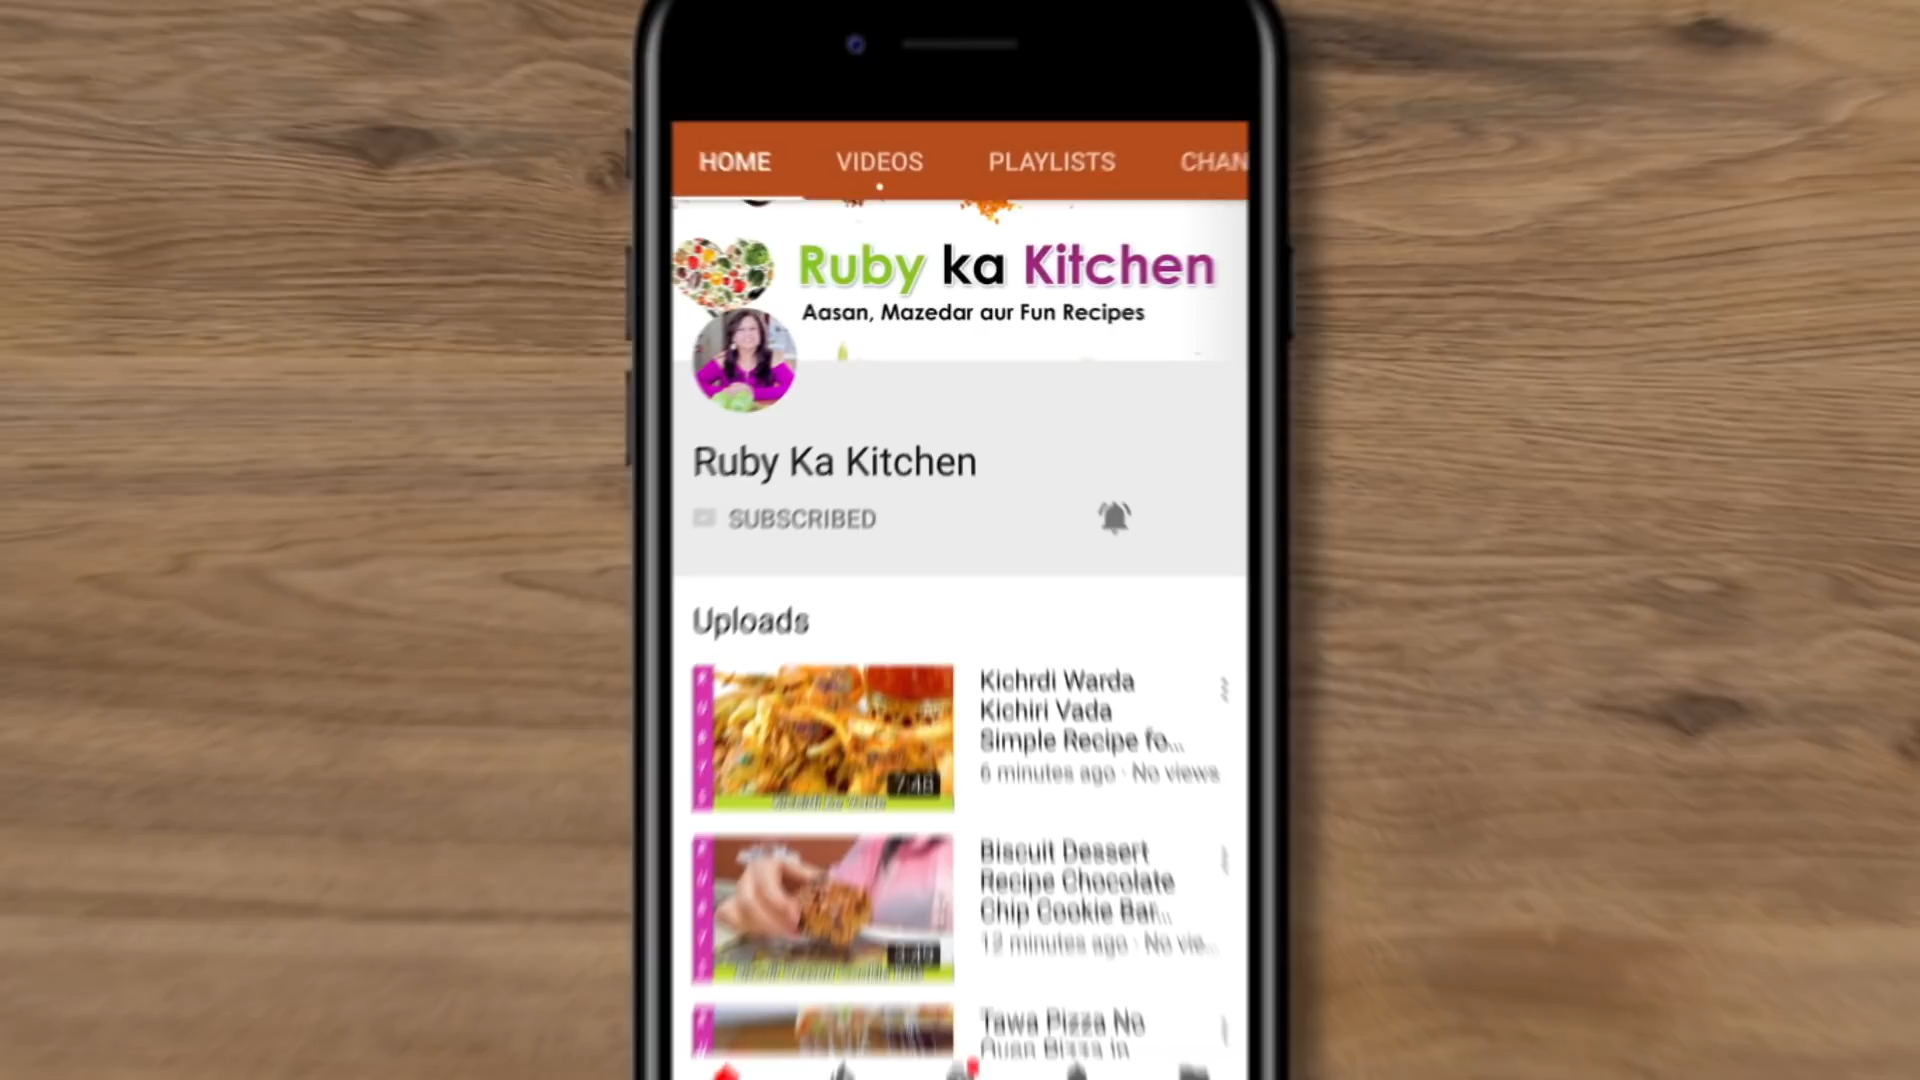 HOME VIDEOS PLAYLISTS CHAN
Ruby ka Kitchen
Aasan, Mazedar aur Fun Recipes
Ruby Ka Kitchen
SUBSCRIBED
Uploads
Kichrdi Warda
Kichiri Vada
Simple Recipe fo...
6 minutes ago · No views
7:48
Biscuit Dessert
Recipe Chocolate
Chip Cookie Bar...
12 minutes ago · No vie...
Tawa Pizza No